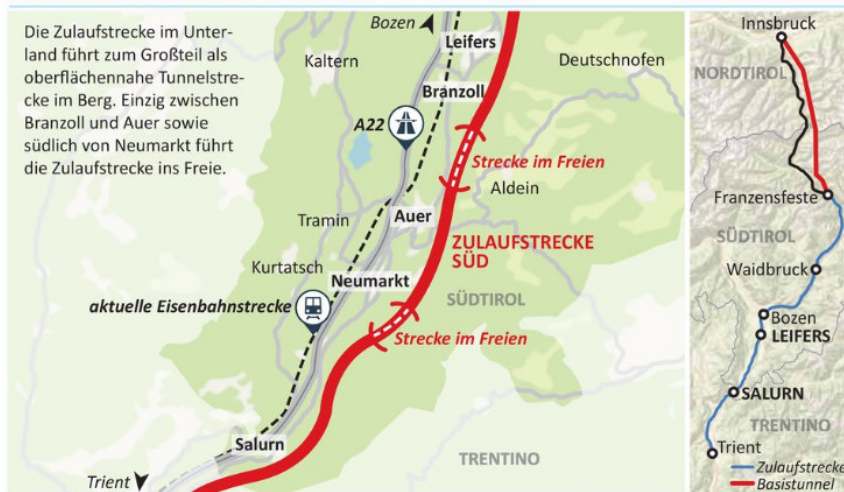 Die Zulaufstrecke im Unter-
land führt zum Großteil als
oberflächennahe Tunnelstre-
cke im Berg. Einzig zwischen
Branzoll und Auer sowie
südlich von Neumarkt führt
die Zulaufstrecke ins Freie.
Bozen
Leifers
Kaltern
Deutschnofen
Branzoll
A22
Strecke im Freien
Aldein
Tramin
Auer
ZULAUFSTRECKE
SÜD
Kurtatsch
Neumarkt
aktuelle Eisenbahnstrecke
SÜDTIROL
Strecke im Freien
Salurn
TRENTINO
Trient
Innsbruck
NORDTIROL
Franzensfeste
SÜDTIROL
Waidbruck
Bozen
LEIFERS
SALURN
TRENTINO
Trient
Zulaufstrecke
Basistunnel